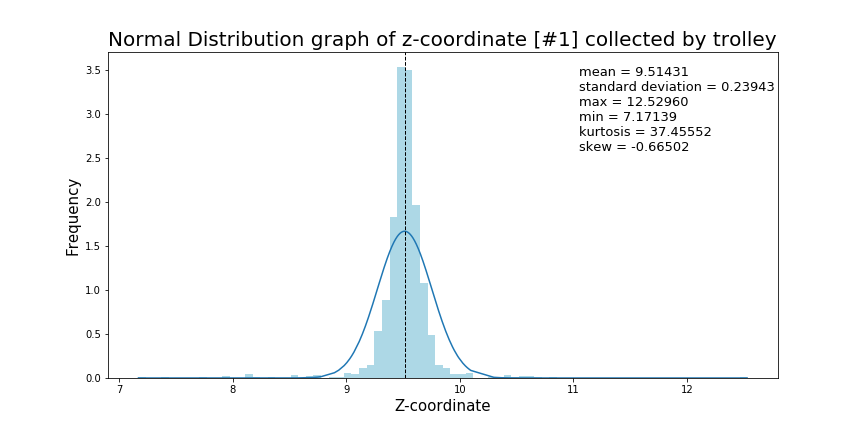 Normal Distribution graph of z-coordinate [#1] collected by trolley
mean = 9.51431
standard deviation = 0.23943
max = 12.52960
min = 7.17139
kurtosis = 37.45552
skew = -0.66502
Frequency
3.5
3.0
2.5
2.0
1.5
1.0
0.5
0.0
7 8 9 10 11 12
Z-coordinate